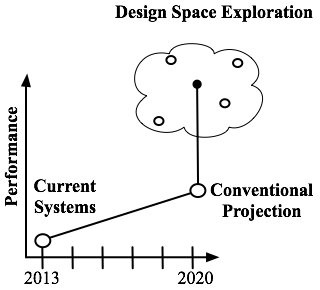 Design Space Exploration
Performance
Current
Systems
Conventional
Projection
2013
2020